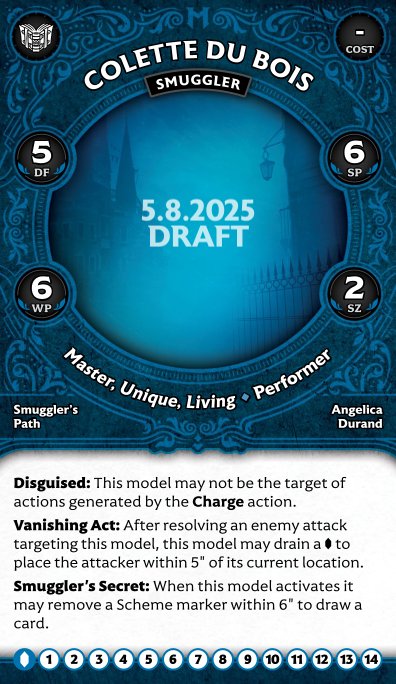 M
-
COST
COLETTE DU BOIS
SMUGGLER
5
DF
6
SP
5.8.2025
DRAFT
6
WP
2
SZ
Master, Unique, Living ◆ Performer
Smuggler's
Path
Angelica
Durand
Disguised: This model may not be the target of
actions generated by the Charge action.
Vanishing Act: After resolving an enemy attack
targeting this model, this model may drain a to
place the attacker within 5" of its current location.
Smuggler's Secret: When this model activates it
may remove a Scheme marker within 6" to draw a
card.
1 2 3 4 5 6 7 8 9 10 11 12 13 14